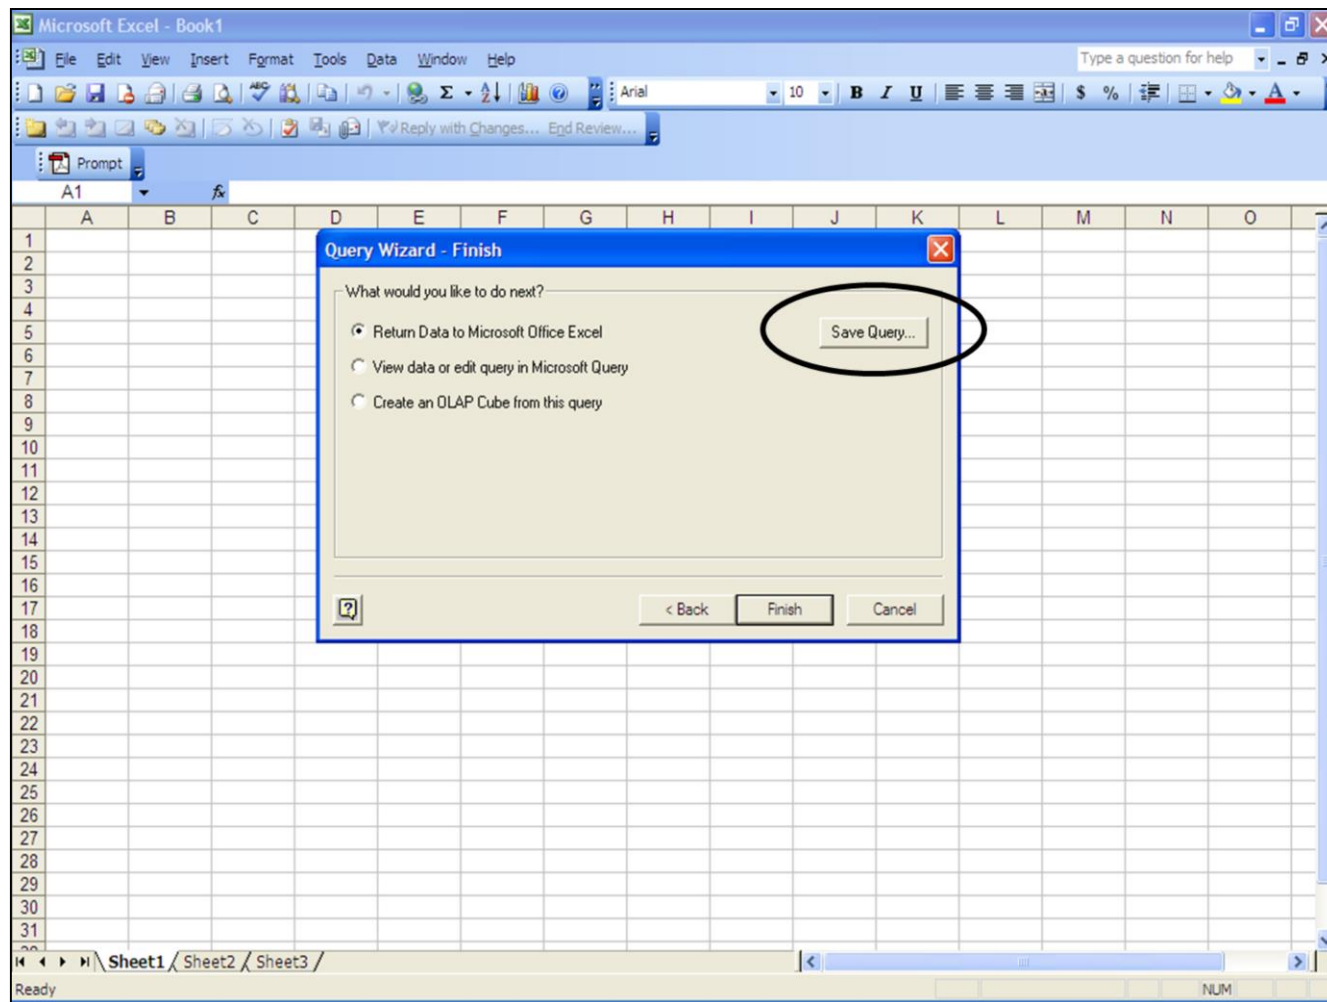 Microsoft Excel - Book1
File Edit View Insert Format Tools Data Window Help Type a question for help
Arial 10 B I U $ %
Reply with Changes... End Review...
Prompt
A1 fx
A B C D E F G H I J K L M N O
1
2
3
4
5
6
7
8
9
10
11
12
13
14
15
16
17
18
19
20
21
22
23
24
25
26
27
28
29
30
31
Query Wizard - Finish
What would you like to do next?
Return Data to Microsoft Office Excel Save Query...
View data or edit query in Microsoft Query
Create an OLAP Cube from this query
< Back Finish Cancel
Sheet1 Sheet2 Sheet3
Ready NUM